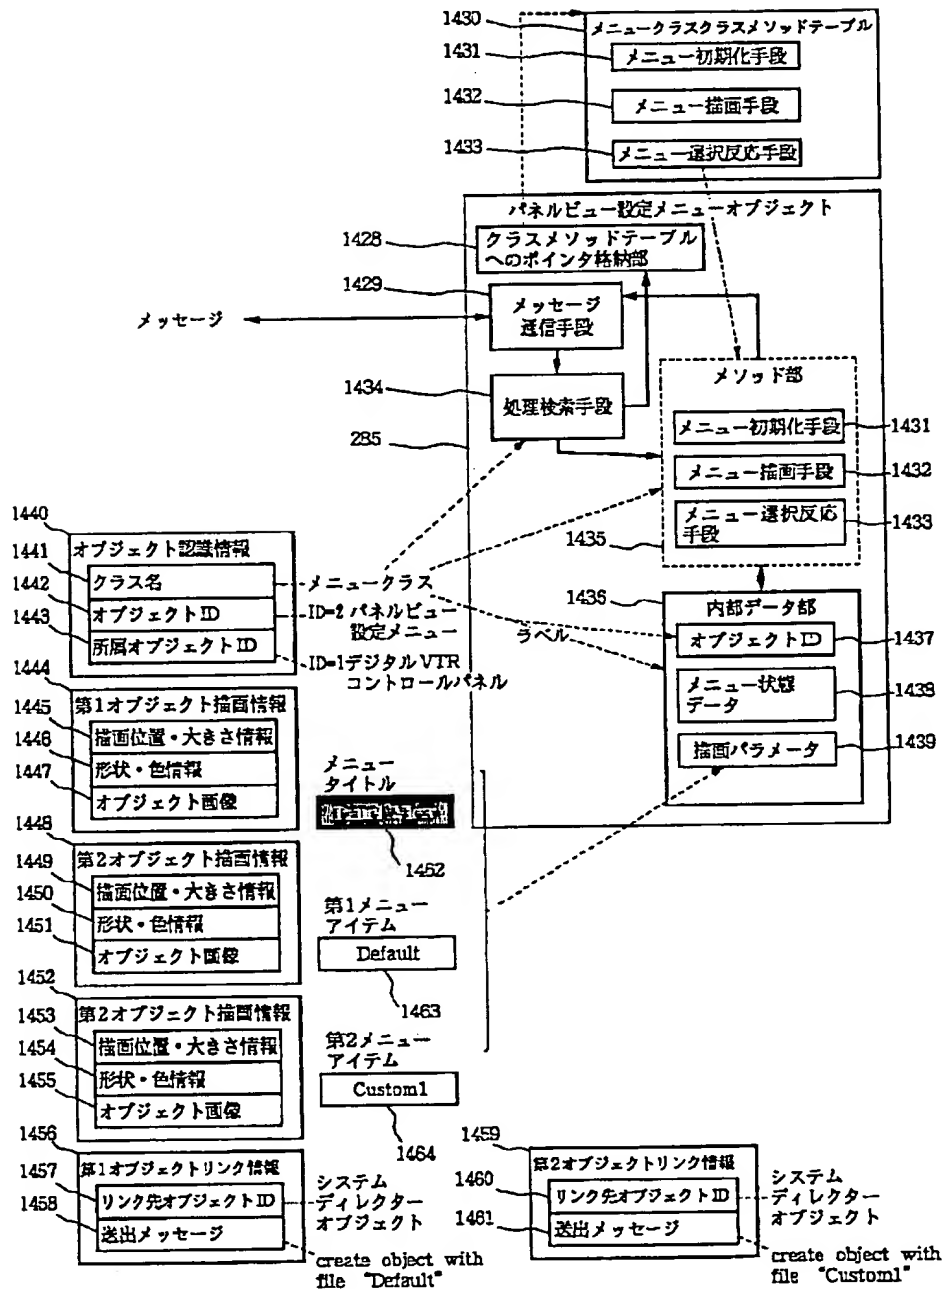 1430
メニュークラスクラスメソッドテーブル
1431
メニュー初期化手段
1432
メニュー描画手段
1433
メニュー選択反応手段
パネルビュー設定メニューオブジェクト
1428
クラスメソッドテーブル
へのポインタ格納部
1429
メッセージ
通信手段
メッセージ
1434
処理検索手段
285
メソッド部
メニュー初期化手段
1431
メニュー描画手段
1432
メニュー選択反応
手段
1433
1435
1436
内部データ部
オブジェクトID
1437
メニュー状態
データ
1438
描画パラメータ
1439
1440
オブジェクト認識情報
1441
クラス名
メニュークラス
1442
オブジェクトID
ID=2 パネルビュー
設定メニュー
ラベル
1443
所属オブジェクトID
ID=1デジタルVTR
コントロールパネル
1444
第1オブジェクト描画情報
1445
描画位置・大きさ情報
1446
形状・色情報
1447
オブジェクト画像
メニュー
タイトル
1462
1448
第2オブジェクト描画情報
1449
描画位置・大きさ情報
1450
形状・色情報
1451
オブジェクト画像
第1メニュー
アイテム
Default
1463
1452
第2オブジェクト描画情報
1453
描画位置・大きさ情報
1454
形状・色情報
1455
オブジェクト画像
第2メニュー
アイテム
Custom1
1464
1456
第1オブジェクトリンク情報
1457
リンク先オブジェクトID
1458
送出メッセージ
システム
ディレクター
オブジェクト
create object with
file "Default"
1459
第2オブジェクトリンク情報
1460
リンク先オブジェクトID
1461
送出メッセージ
システム
ディレクター
オブジェクト
create object with
file "Custom1"